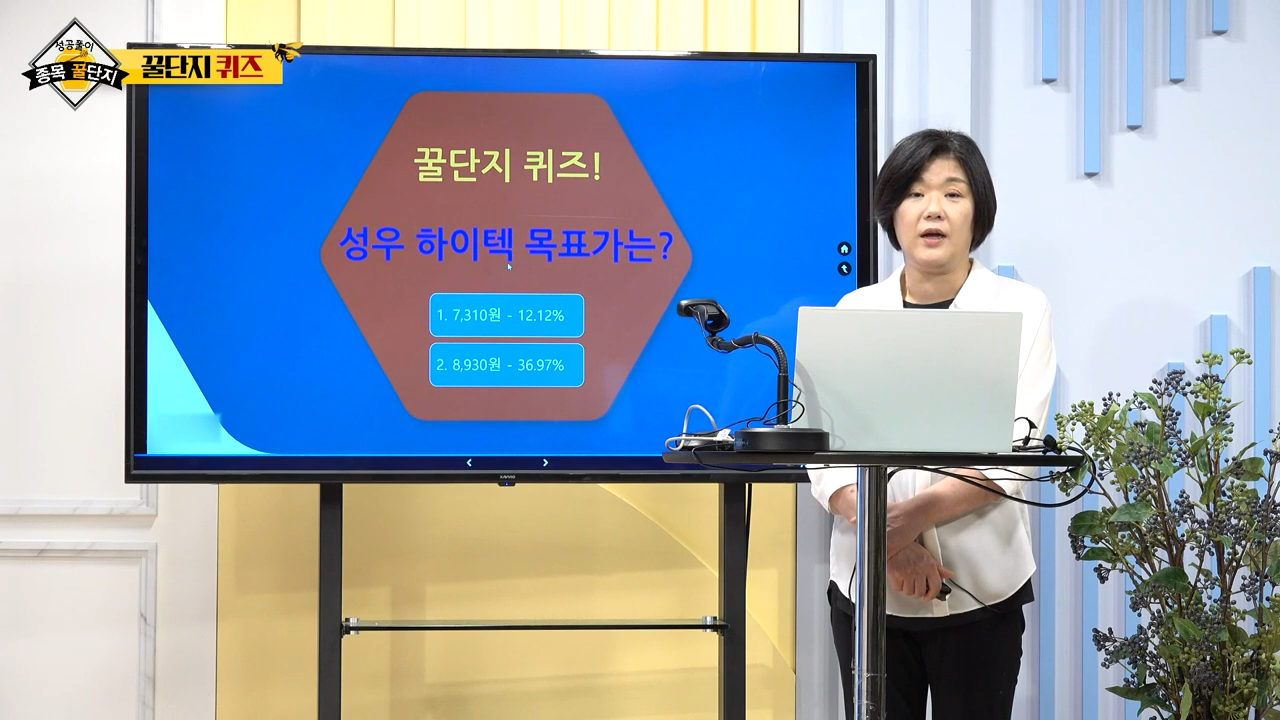 성공풀이
종목 꿀단지
꿀단지 퀴즈
꿀단지 퀴즈!
성우 하이텍 목표가는?
1. 7,310원 - 12.12%
2. 8,930원 - 36.97%